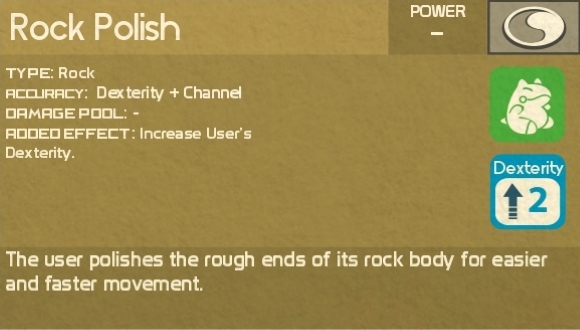 Rock Polish
POWER
–
TYPE: Rock
ACCURACY: Dexterity + Channel
DAMAGE POOL: -
ADDED EFFECT: Increase User's
Dexterity.
Dexterity
2
The user polishes the rough ends of its rock body for easier
and faster movement.